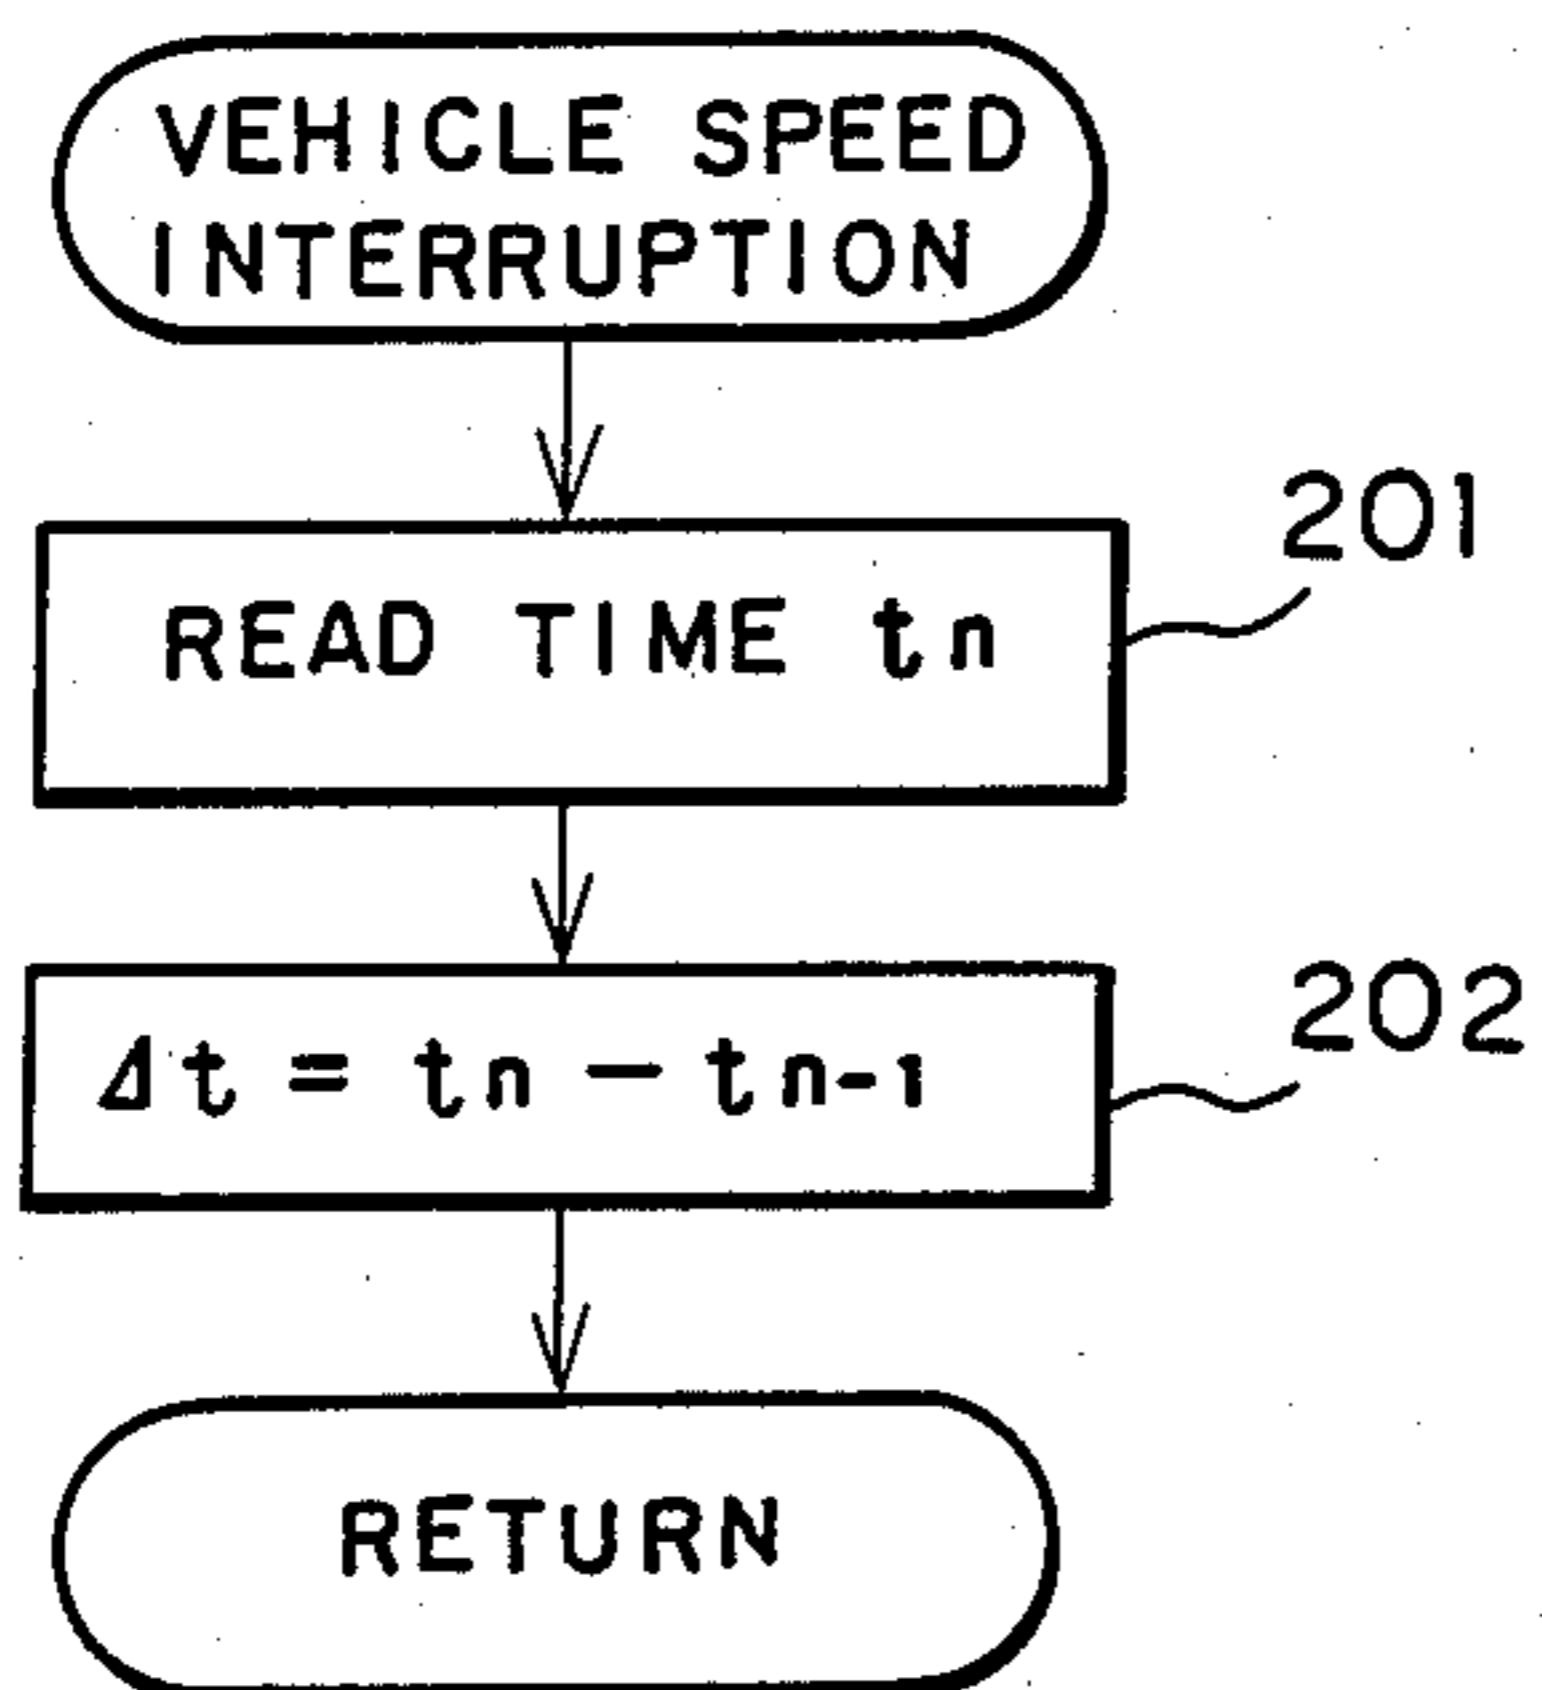 VEHICLE SPEED
INTERRUPTION
201
READ TIME tn
202
Δt = tn - tn-1
RETURN